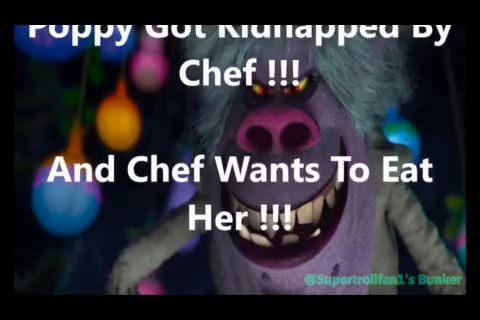 Poppy Got Kidnapped By
Chef !!!
And Chef Wants To Eat
Her !!!
@Supertrollfan1's Bunker